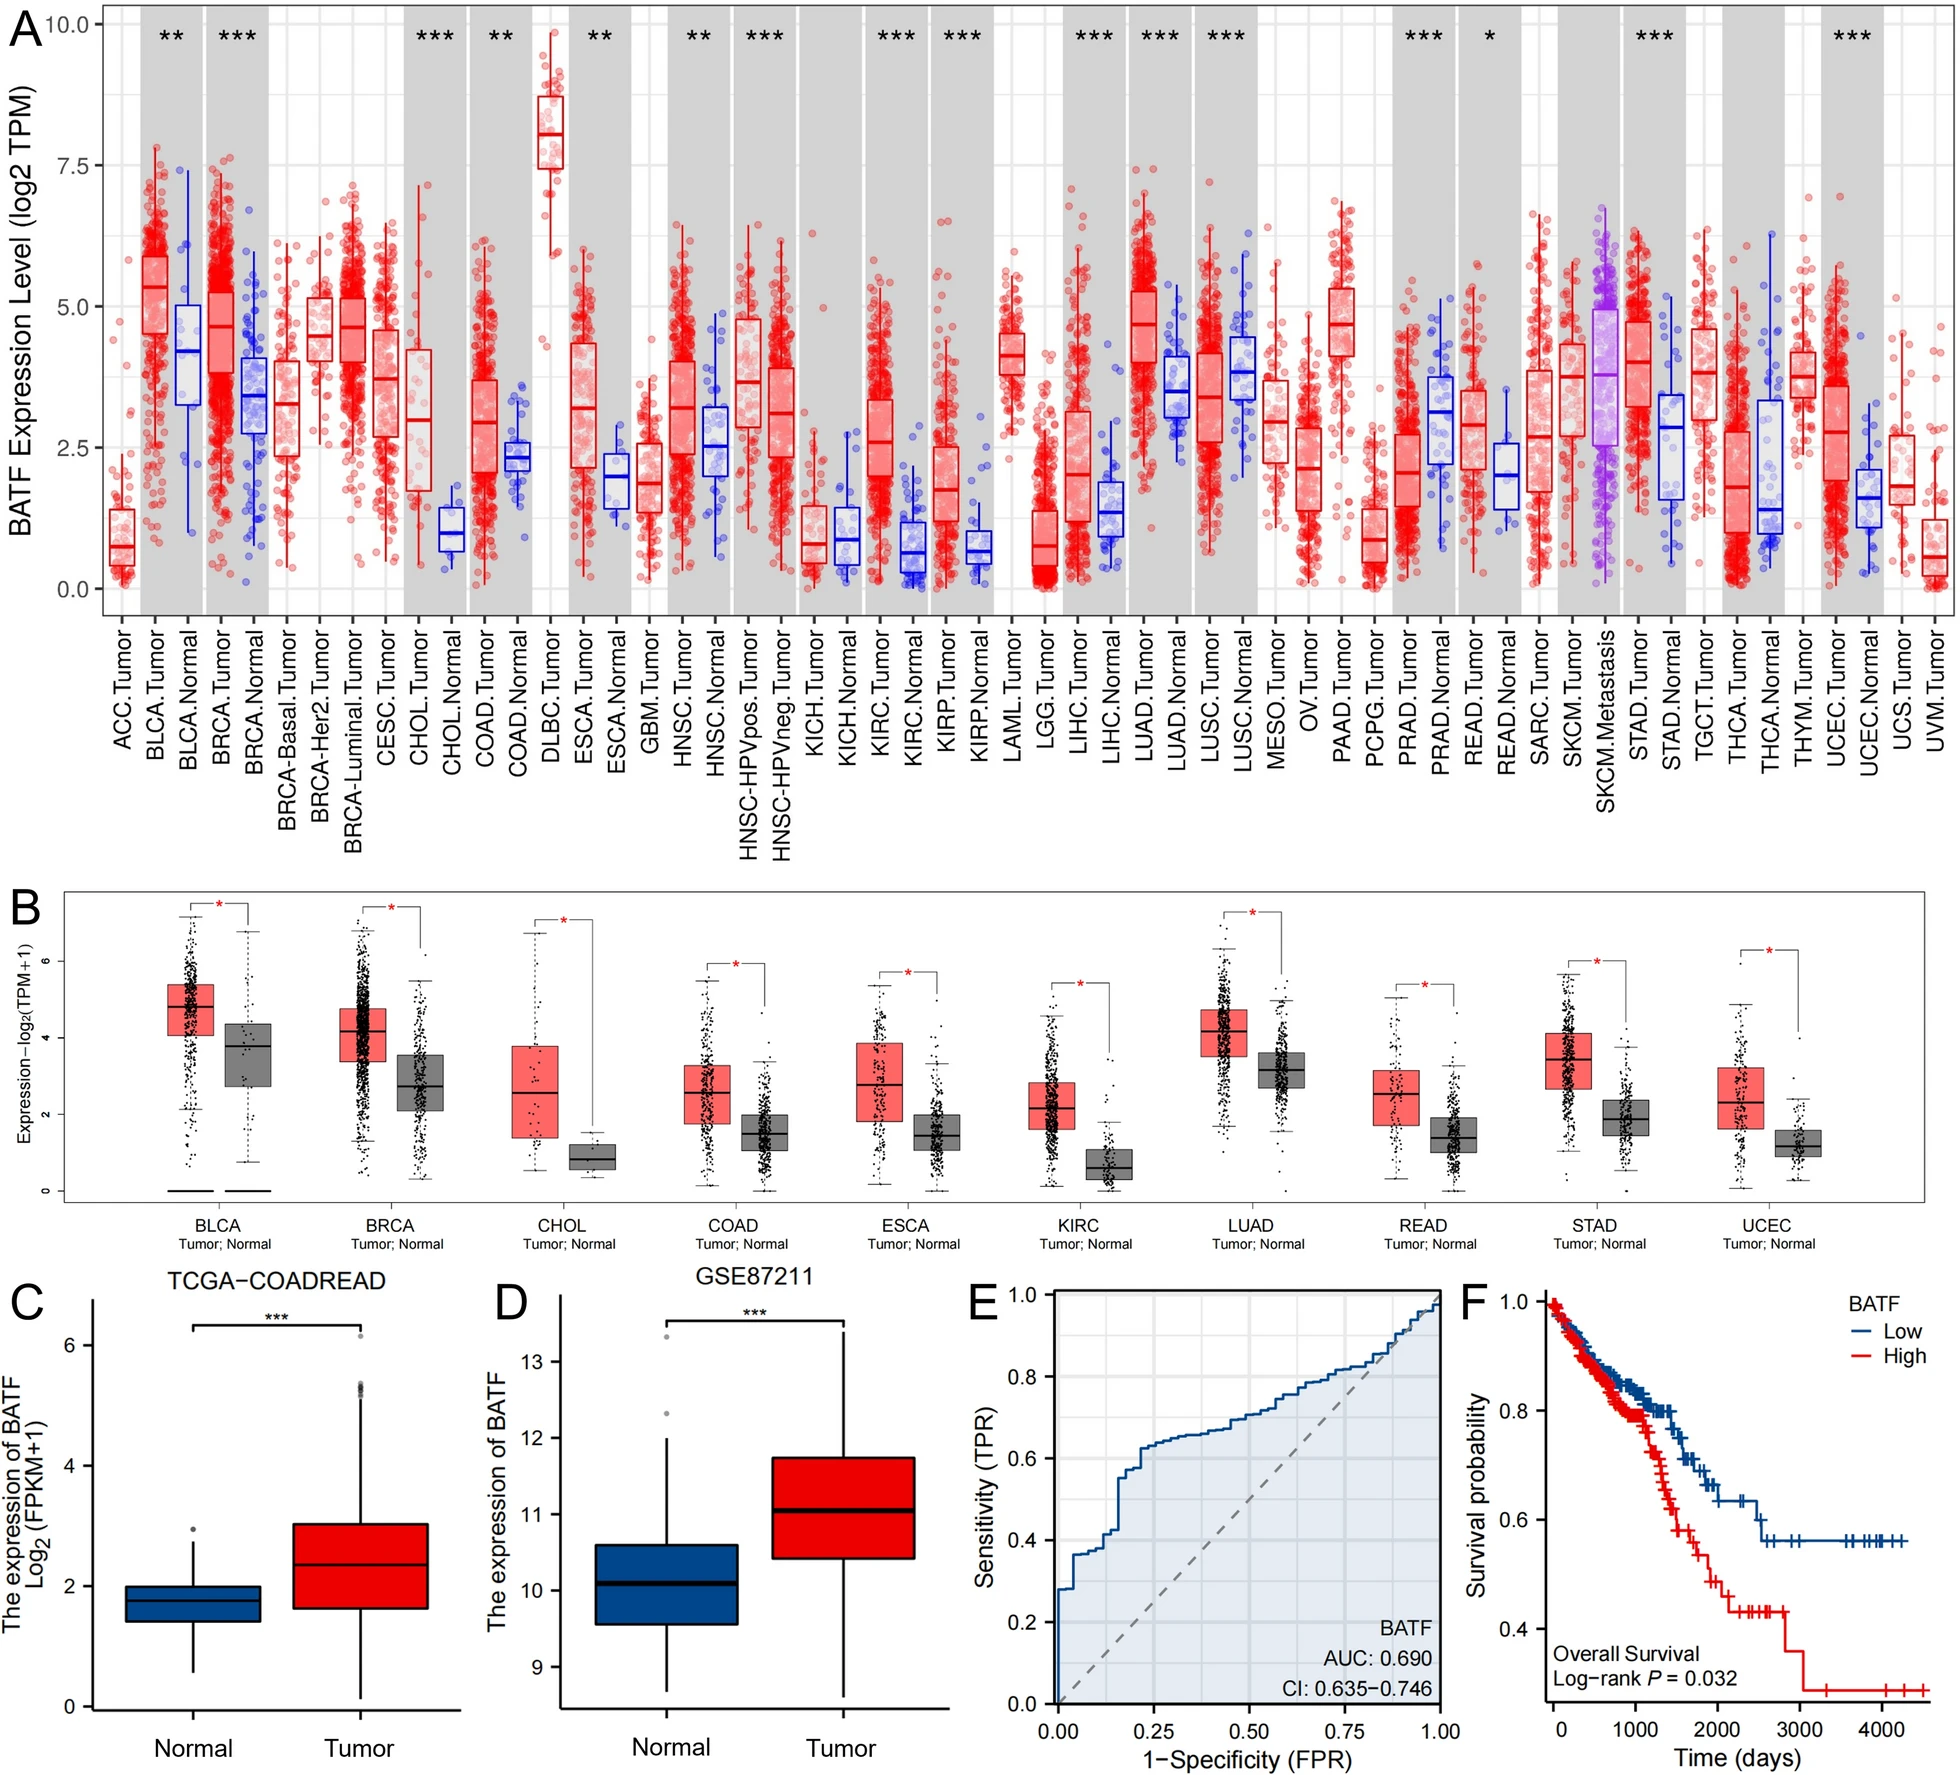 A
BATF Expression Level (log2 TPM)
10.0
7.5
5.0
2.5
0.0
** *** *** ** ** ** *** *** *** *** *** *** *** * *** ***
ACC.Tumor
BLCA.Tumor
BLCA.Normal
BRCA.Tumor
BRCA.Normal
BRCA-Basal.Tumor
BRCA-Her2.Tumor
BRCA-Luminal.Tumor
CESC.Tumor
CHOL.Tumor
CHOL.Normal
COAD.Tumor
COAD.Normal
DLBC.Tumor
ESCA.Tumor
ESCA.Normal
GBM.Tumor
HNSC.Tumor
HNSC.Normal
HNSC-HPVpos.Tumor
HNSC-HPVneg.Tumor
KICH.Tumor
KICH.Normal
KIRC.Tumor
KIRC.Normal
KIRP.Tumor
KIRP.Normal
LAML.Tumor
LGG.Tumor
LIHC.Tumor
LIHC.Normal
LUAD.Tumor
LUAD.Normal
LUSC.Tumor
LUSC.Normal
MESO.Tumor
OV.Tumor
PAAD.Tumor
PCPG.Tumor
PRAD.Tumor
PRAD.Normal
READ.Tumor
READ.Normal
SARC.Tumor
SKCM.Tumor
SKCM.Metastasis
STAD.Tumor
STAD.Normal
TGCT.Tumor
THCA.Tumor
THCA.Normal
THYM.Tumor
UCEC.Tumor
UCEC.Normal
UCS.Tumor
UVM.Tumor
B
Expression−log2(TPM+1)
6
4
2
0
* * * * * * * * * *
BLCA BRCA CHOL COAD ESCA KIRC LUAD READ STAD UCEC
Tumor; Normal Tumor; Normal Tumor; Normal Tumor; Normal Tumor; Normal Tumor; Normal Tumor; Normal Tumor; Normal Tumor; Normal Tumor; Normal
C
TCGA−COADREAD
***
The expression of BATF
Log2 (FPKM+1)
6
4
2
0
Normal Tumor
D
GSE87211
***
The expression of BATF
13
12
11
10
9
Normal Tumor
E
Sensitivity (TPR)
1.0
0.8
0.6
0.4
0.2
0.0
BATF
AUC: 0.690
CI: 0.635−0.746
0.00 0.25 0.50 0.75 1.00
1−Specificity (FPR)
F
BATF
Low
High
Survival probability
1.0
0.8
0.6
0.4
Overall Survival
Log−rank P = 0.032
0 1000 2000 3000 4000
Time (days)